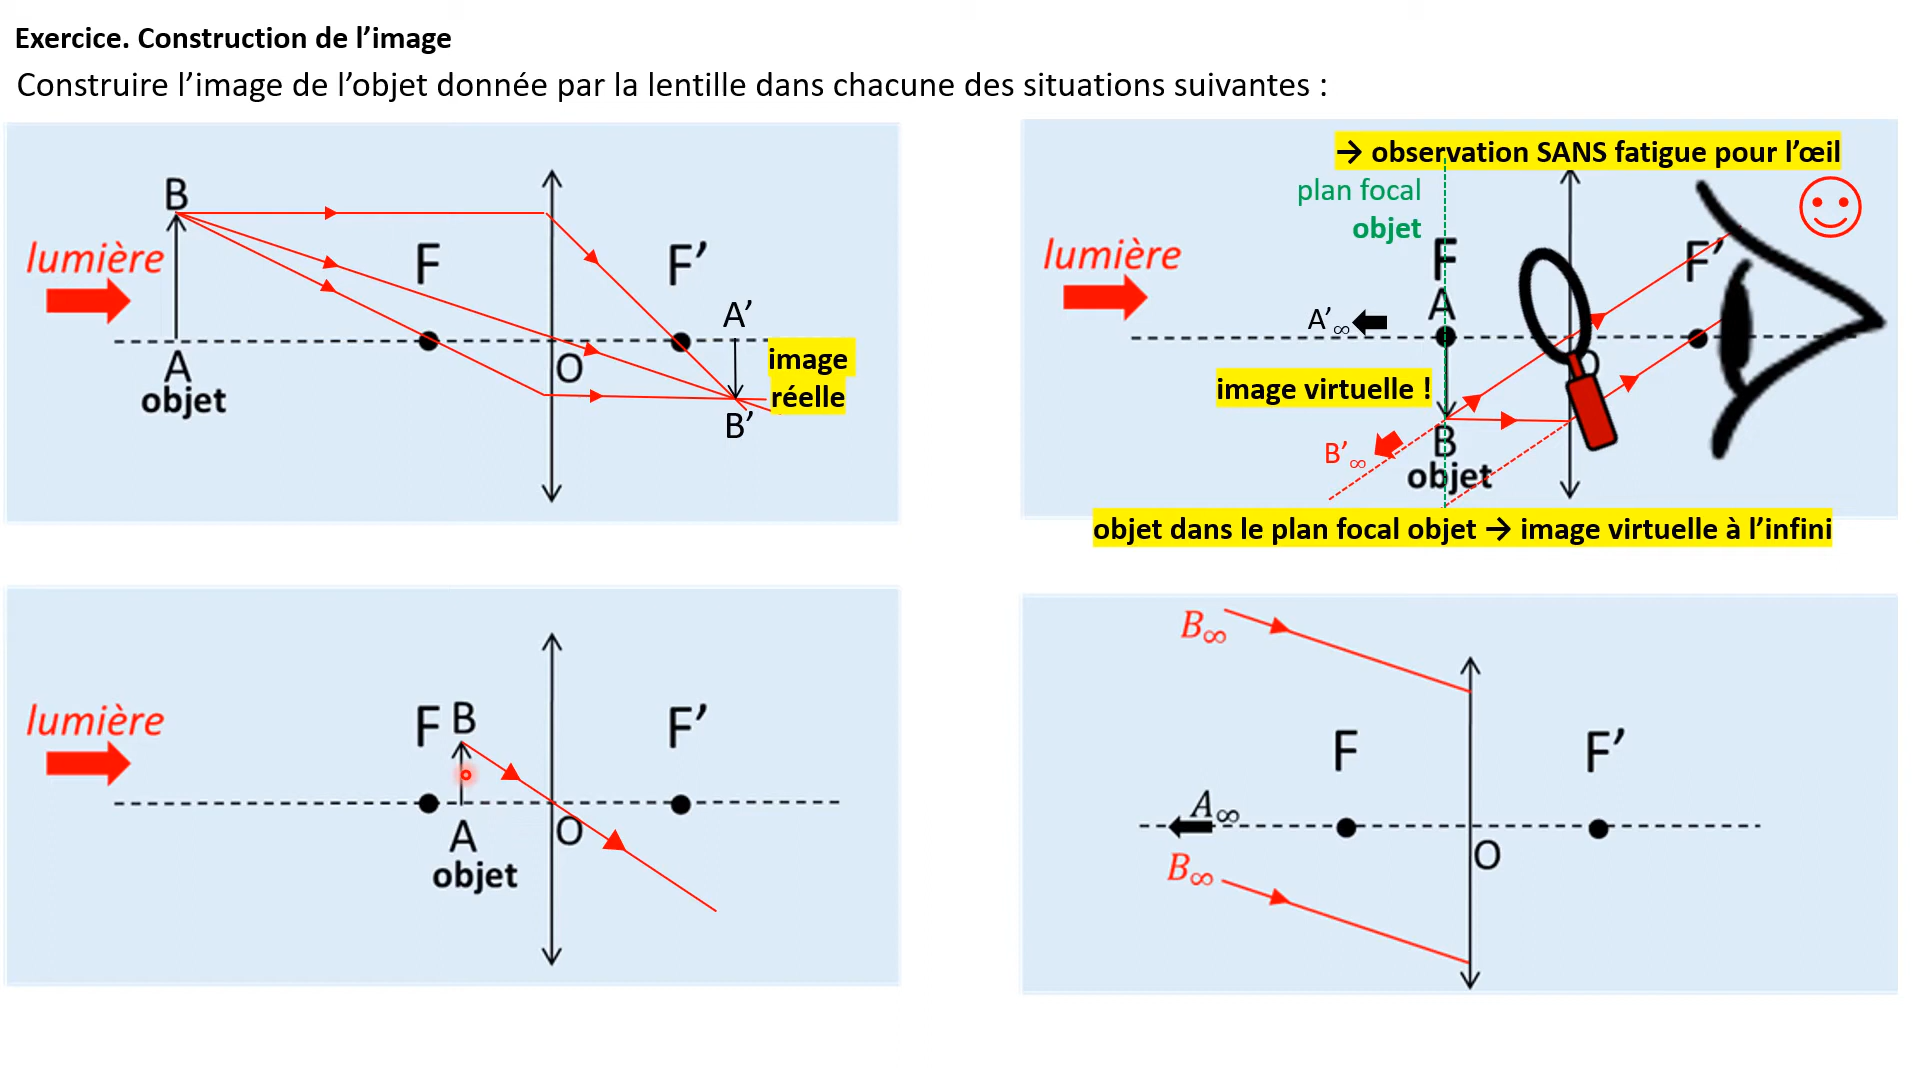 Exercice. Construction de l’image
Construire l’image de l’objet donnée par la lentille dans chacune des situations suivantes :
B
lumière
F
F’
A’
A
O
objet
image
réelle
B’
→ observation SANS fatigue pour l’œil
plan focal
objet
lumière
F
F’
A
A’∞
O
image virtuelle !
B’∞
B
objet
objet dans le plan focal objet → image virtuelle à l’infini
lumière
F B
F’
A
O
objet
B∞
F
F’
A∞
O
B∞